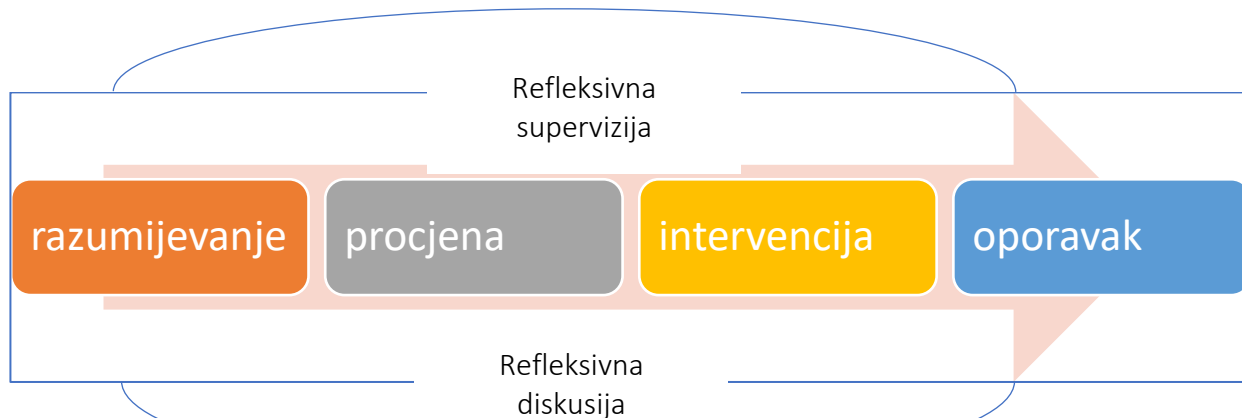 Refleksivna
supervizija
razumijevanje
procjena
intervencija
oporavak
Refleksivna
diskusija